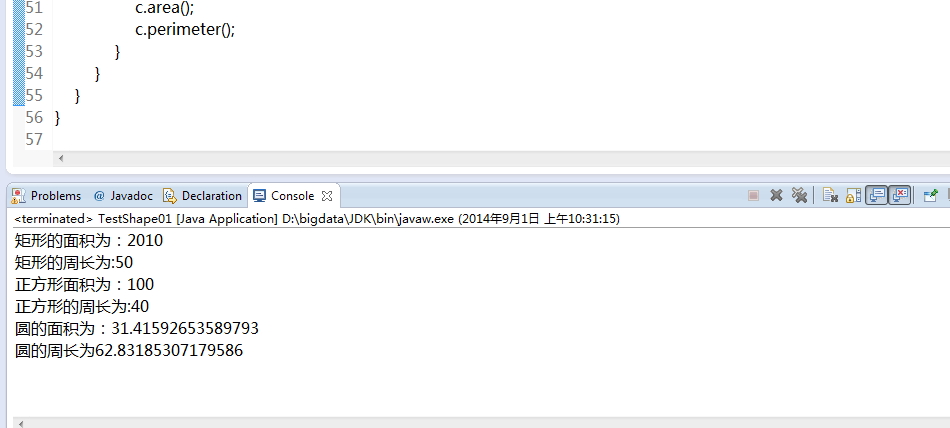 51 c.area();
52 c.perimeter();
53 }
54 }
55 }
56 }
57
Problems @ Javadoc Declaration Console
<terminated> TestShape01 [Java Application] D:\bigdata\JDK\bin\javaw.exe (2014年9月1日 上午10:31:15)
矩形的面积为：2010
矩形的周长为:50
正方形面积为：100
正方形的周长为:40
圆的面积为：31.41592653589793
圆的周长为62.83185307179586